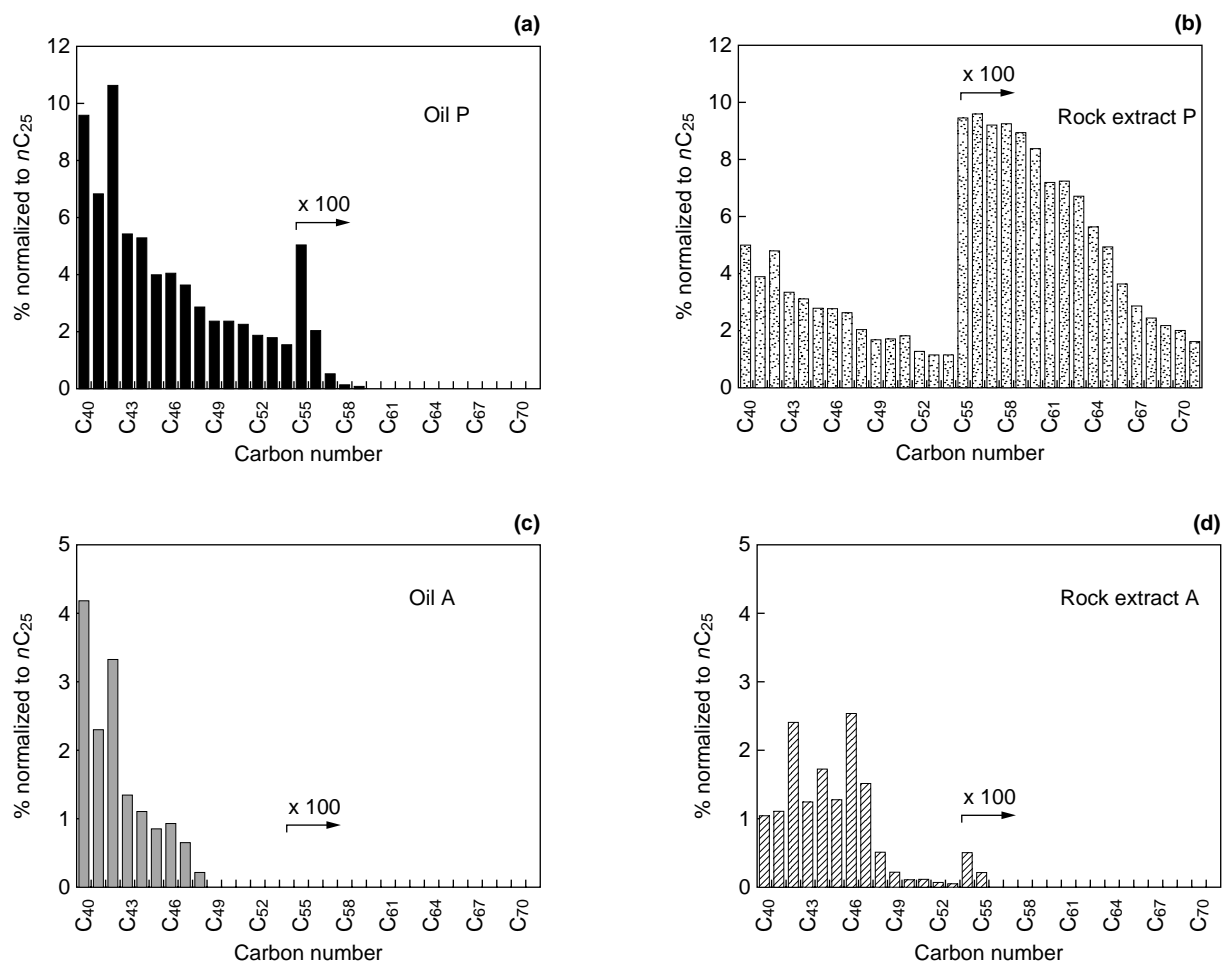 (a)
12
10
8
6
4
2
0
% normalized to nC25
Oil P
x 100
C40
C43
C46
C49
C52
C55
C58
C61
C64
C67
C70
Carbon number
(b)
12
10
8
6
4
2
0
% normalized to nC25
x 100
Rock extract P
C40
C43
C46
C49
C52
C55
C58
C61
C64
C67
C70
Carbon number
(c)
5
4
3
2
1
0
% normalized to nC25
Oil A
x 100
C40
C43
C46
C49
C52
C55
C58
C61
C64
C67
C70
Carbon number
(d)
5
4
3
2
1
0
% normalized to nC25
Rock extract A
x 100
C40
C43
C46
C49
C52
C55
C58
C61
C64
C67
C70
Carbon number